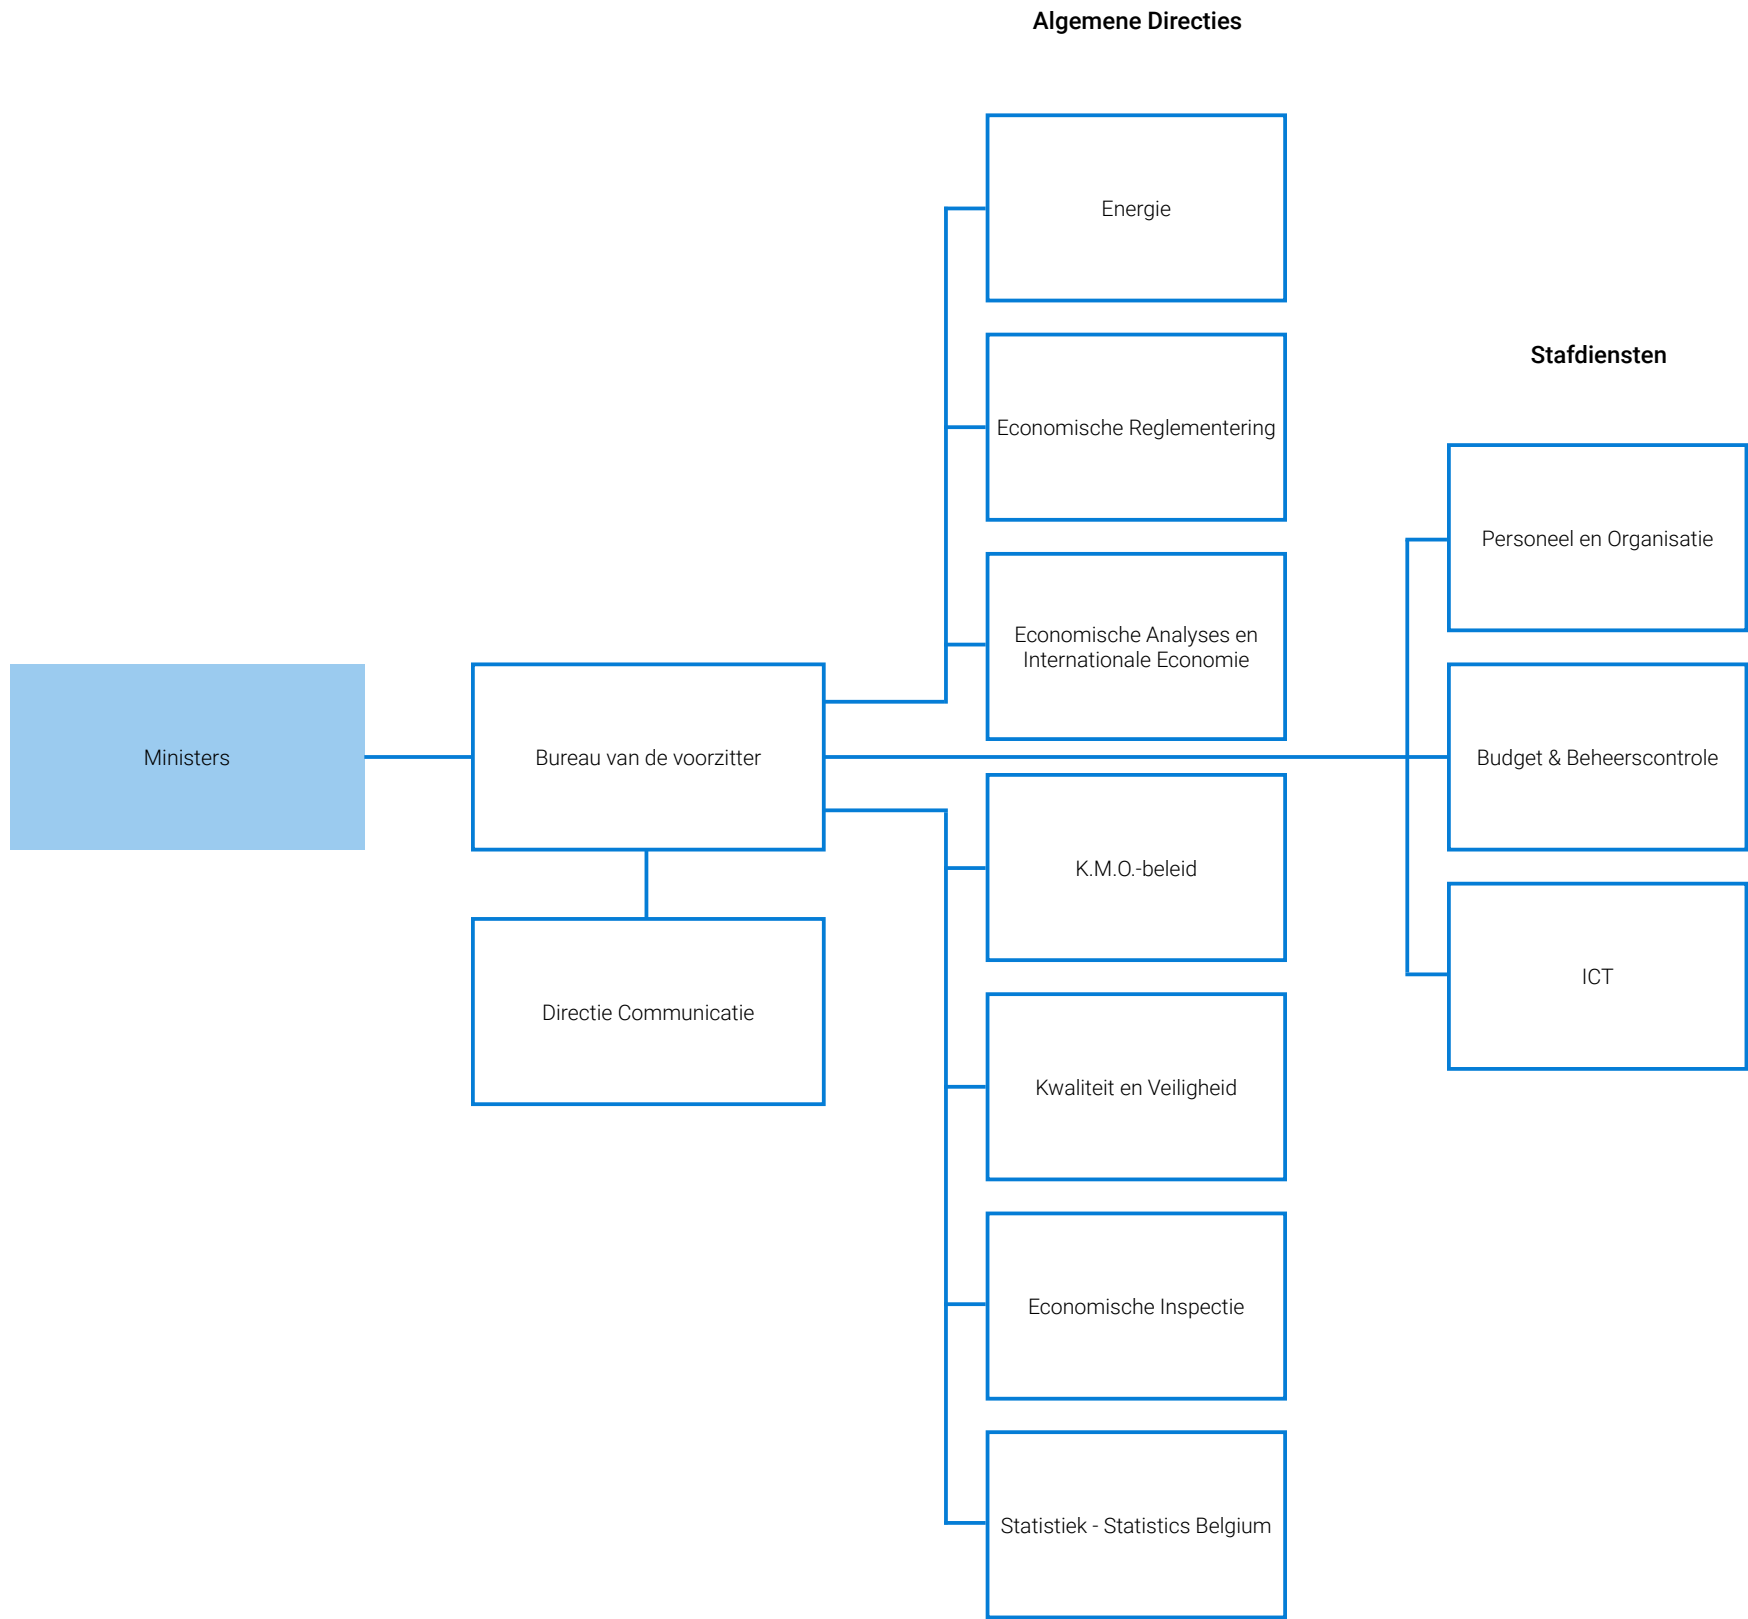 Algemene Directies
Energie
Economische Reglementering
Economische Analyses en
Internationale Economie
Stafdiensten
Personeel en Organisatie
Ministers
Bureau van de voorzitter
Budget & Beheerscontrole
Directie Communicatie
K.M.O.-beleid
ICT
Kwaliteit en Veiligheid
Economische Inspectie
Statistiek - Statistics Belgium